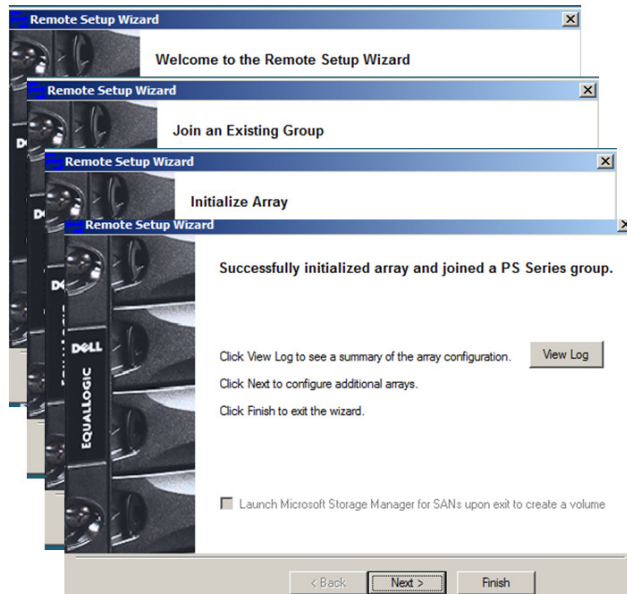 Remote Setup Wizard
Welcome to the Remote Setup Wizard
Remote Setup Wizard
Join an Existing Group
Remote Setup Wizard
Initialize Array
Remote Setup Wizard
Successfully initialized array and joined a PS Series group.
Click View Log to see a summary of the array configuration.
View Log
Click Next to configure additional arrays.
Click Finish to exit the wizard.
Launch Microsoft Storage Manager for SANs upon exit to create a volume
DELL
EQUALLOGIC
< Back
Next >
Finish